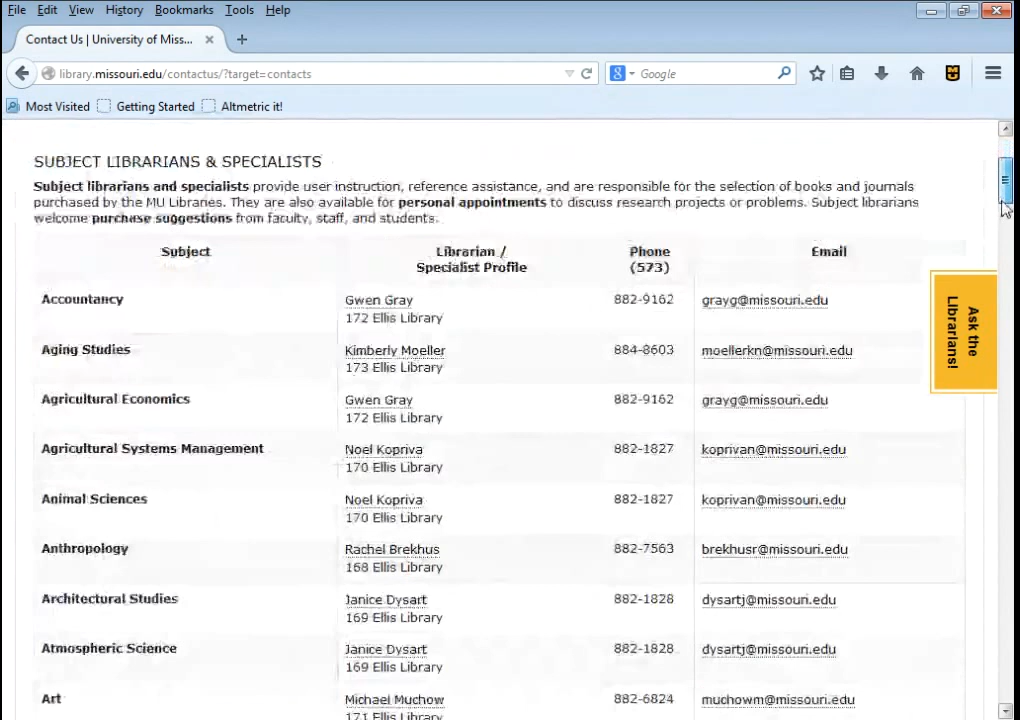 File Edit View History Bookmarks Tools Help
Contact Us | University of Miss...
library.missouri.edu/contactus/?target=contacts
Google
Most Visited Getting Started Altmetric it!
SUBJECT LIBRARIANS & SPECIALISTS
Subject librarians and specialists provide user instruction, reference assistance, and are responsible for the selection of books and journals
purchased by the MU Libraries. They are also available for personal appointments to discuss research projects or problems. Subject librarians
welcome purchase suggestions from faculty, staff, and students.
Subject Librarian / Phone Email
Specialist Profile (573)
Accountancy Gwen Gray 882-9162 grayg@missouri.edu
172 Ellis Library
Aging Studies Kimberly Moeller 884-8603 moellerkn@missouri.edu
173 Ellis Library
Agricultural Economics Gwen Gray 882-9162 grayg@missouri.edu
172 Ellis Library
Agricultural Systems Management Noel Kopriva 882-1827 koprivan@missouri.edu
170 Ellis Library
Animal Sciences Noel Kopriva 882-1827 koprivan@missouri.edu
170 Ellis Library
Anthropology Rachel Brekhus 882-7563 brekhusr@missouri.edu
168 Ellis Library
Architectural Studies Janice Dysart 882-1828 dysartj@missouri.edu
169 Ellis Library
Atmospheric Science Janice Dysart 882-1828 dysartj@missouri.edu
169 Ellis Library
Art Michael Muchow 882-6824 muchowm@missouri.edu
171 Ellis Library
Ask the
Librarians!